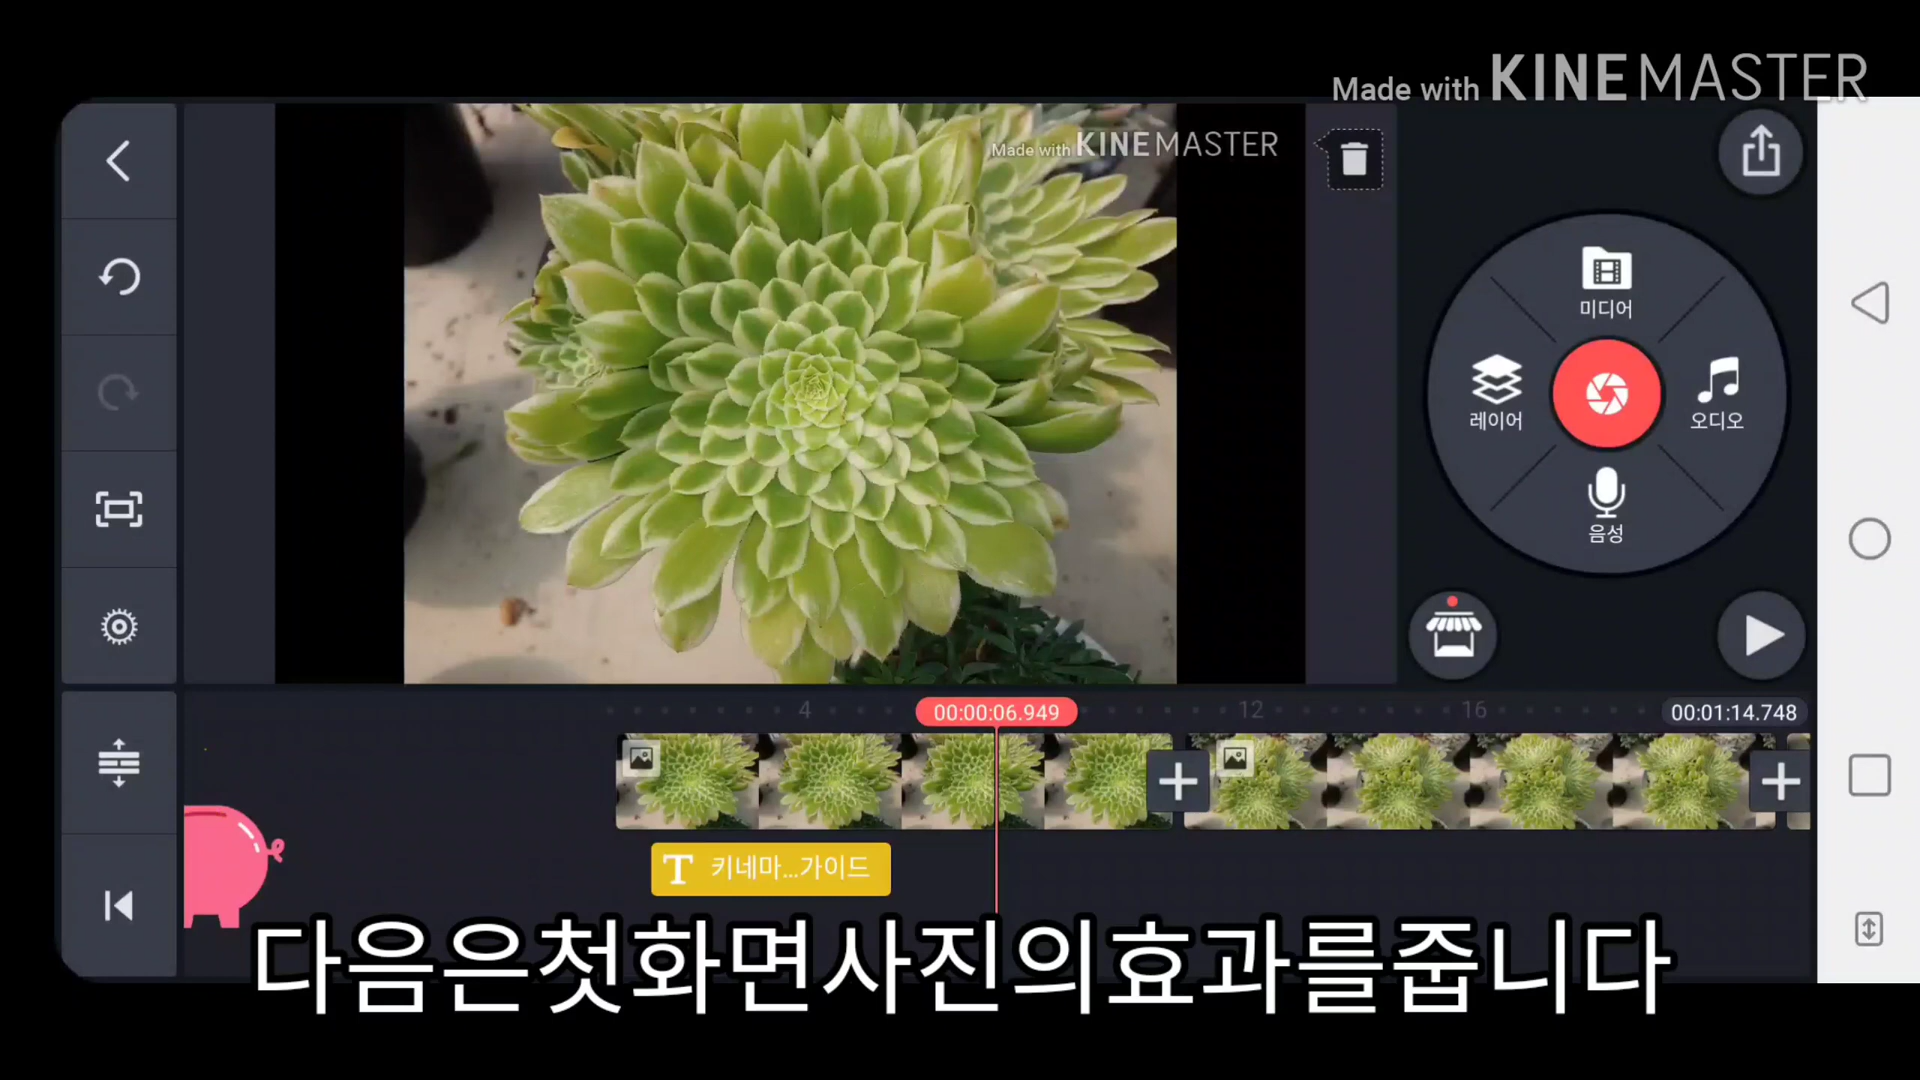 Made with KINEMASTER
Made with KINEMASTER
미디어
레이어
오디오
음성
4
00:00:06.949
12
16
00:01:14.748
T 키네마...가이드
다음은첫화면사진의효과를줍니다